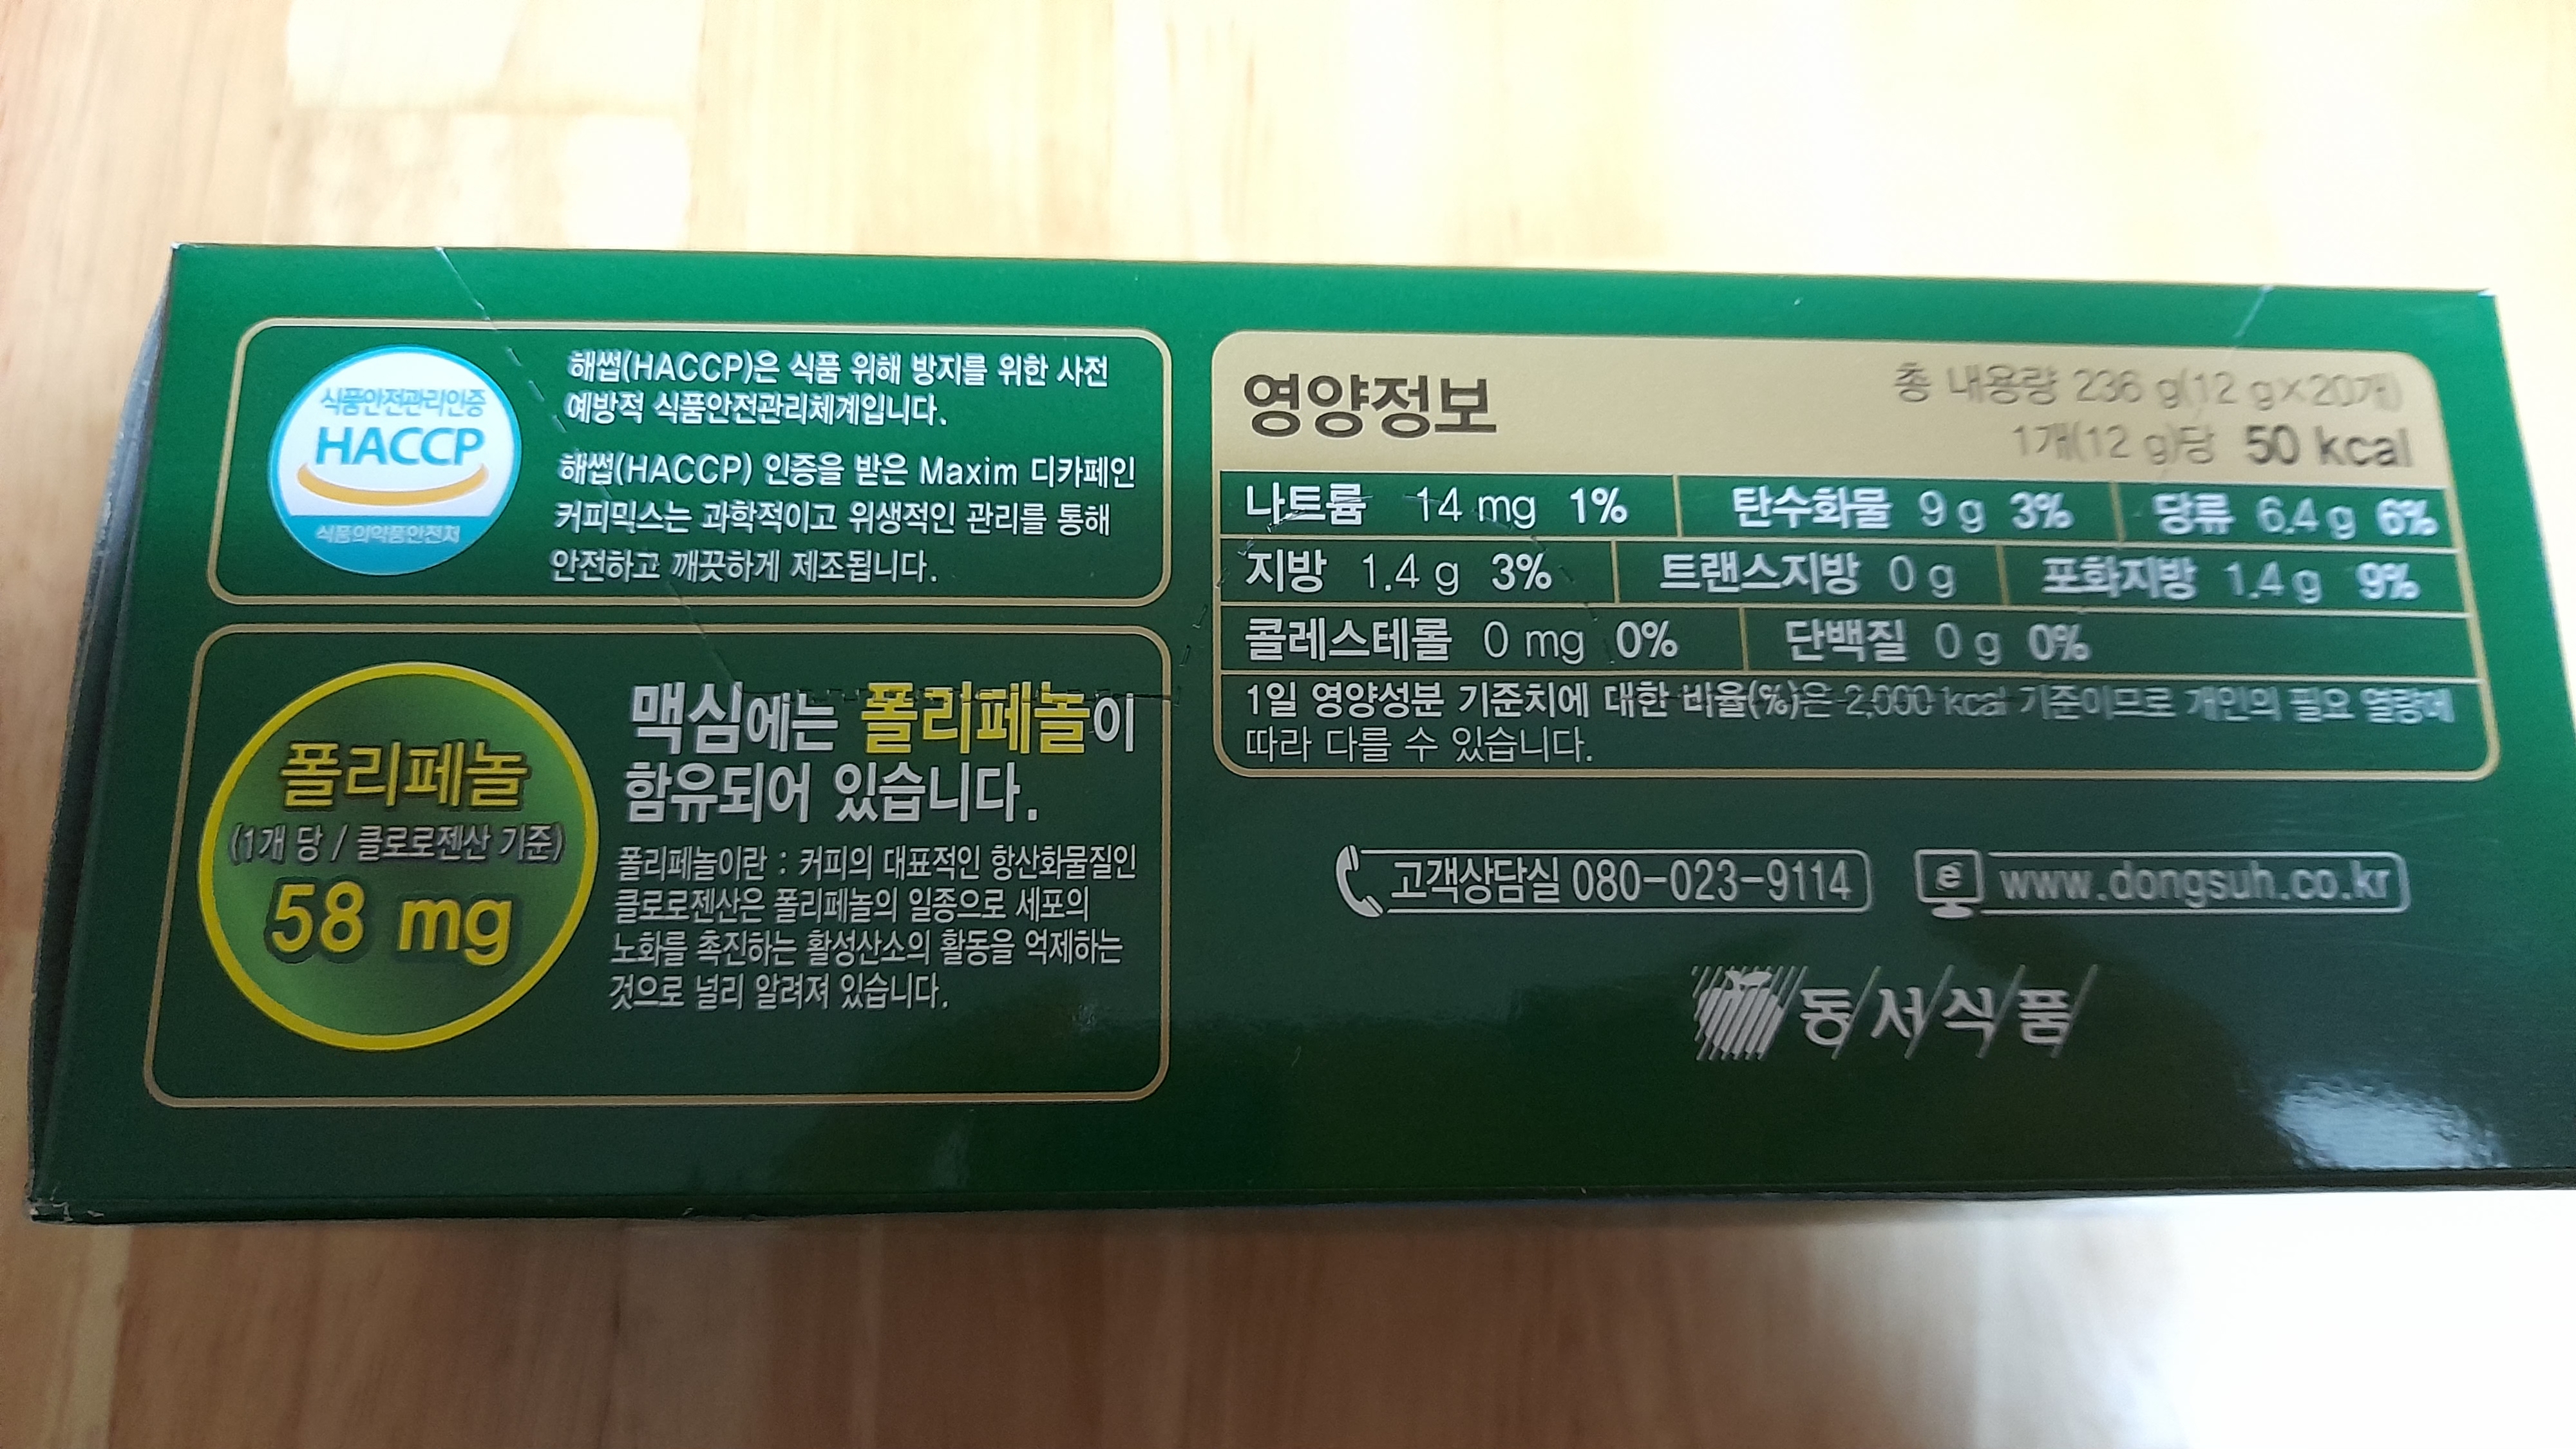 식품안전관리인증
HACCP
식품의약품안전처
해썹(HACCP)은 식품 위해 방지를 위한 사전
예방적 식품안전관리체계입니다.
해썹(HACCP) 인증을 받은 Maxim 디카페인
커피믹스는 과학적이고 위생적인 관리를 통해
안전하고 깨끗하게 제조됩니다.
폴리페놀
(1개 당 / 클로로젠산 기준)
58 mg
맥심에는 폴리페놀이
함유되어 있습니다.
폴리페놀이란 : 커피의 대표적인 항산화물질인
클로로젠산은 폴리페놀의 일종으로 세포의
노화를 촉진하는 활성산소의 활동을 억제하는
것으로 널리 알려져 있습니다.
영양정보
총 내용량 236 g(12 g×20개)
1개(12 g)당 50 kcal
나트륨 14 mg 1% 탄수화물 9 g 3% 당류 6.4 g 6%
지방 1.4 g 3% 트랜스지방 0 g 포화지방 1.4 g 9%
콜레스테롤 0 mg 0% 단백질 0 g 0%
1일 영양성분 기준치에 대한 비율(%)은 2,000 kcal 기준이므로 개인의 필요 열량에
따라 다를 수 있습니다.
고객상담실 080-023-9114
www.dongsuh.co.kr
동서식품